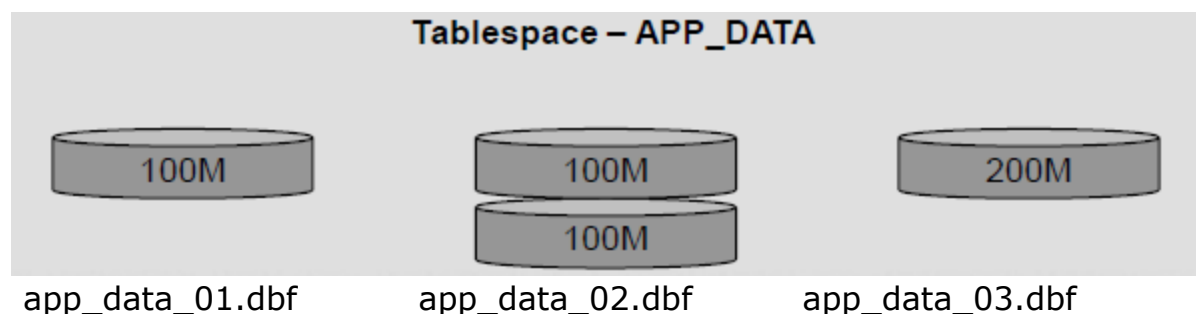 Tablespace – APP_DATA
100M 100M 200M
100M
app_data_01.dbf app_data_02.dbf app_data_03.dbf